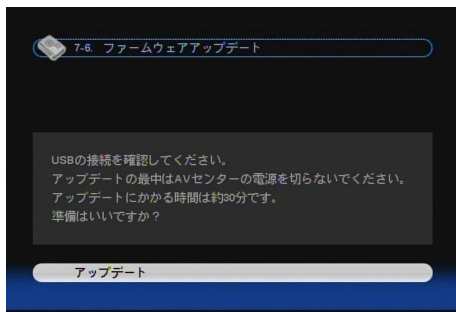 7-6. ファームウェアアップデート
USBの接続を確認してください。
アップデートの最中はAVセンターの電源を切らないでください。
アップデートにかかる時間は約30分です。
準備はいいですか？
アップデート